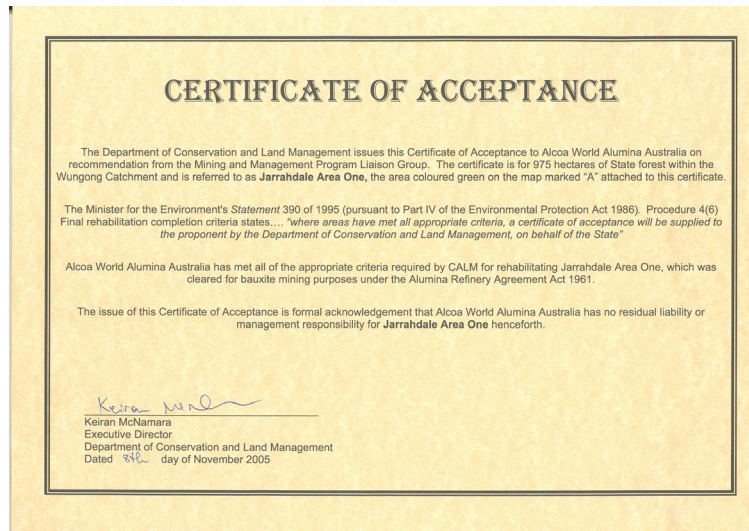 CERTIFICATE OF ACCEPTANCE
The Department of Conservation and Land Management issues this Certificate of Acceptance to Alcoa World Alumina Australia on
recommendation from the Mining and Management Program Liaison Group. The certificate is for 975 hectares of State forest within the
Wungong Catchment and is referred to as Jarrahdale Area One, the area coloured green on the map marked “A” attached to this certificate.
The Minister for the Environment's Statement 390 of 1995 (pursuant to Part IV of the Environmental Protection Act 1986). Procedure 4(6)
Final rehabilitation completion criteria states…. “where areas have met all appropriate criteria, a certificate of acceptance will be supplied to
the proponent by the Department of Conservation and Land Management, on behalf of the State”
Alcoa World Alumina Australia has met all of the appropriate criteria required by CALM for rehabilitating Jarrahdale Area One, which was
cleared for bauxite mining purposes under the Alumina Refinery Agreement Act 1961.
The issue of this Certificate of Acceptance is formal acknowledgement that Alcoa World Alumina Australia has no residual liability or
management responsibility for Jarrahdale Area One henceforth.
Keiran
Keiran McNamara
Executive Director
Department of Conservation and Land Management
Dated 8th day of November 2005